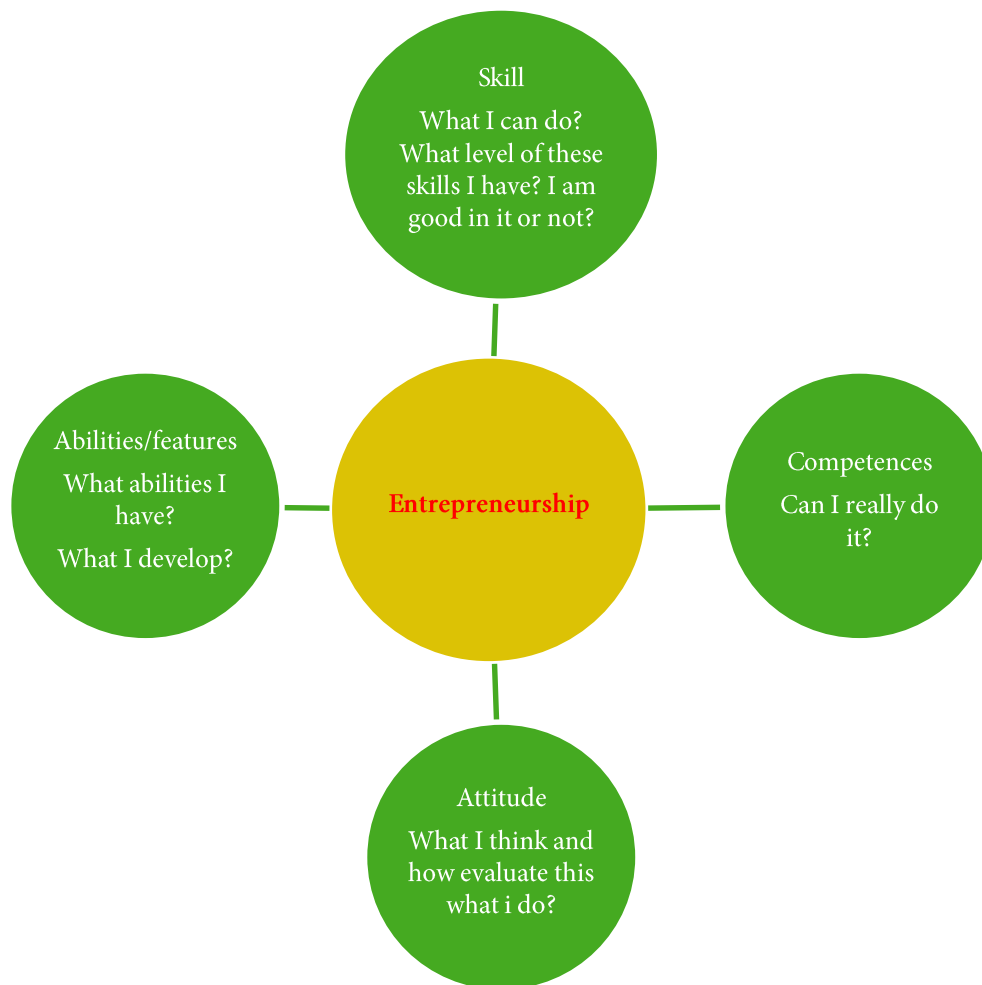 Skill
What I can do?
What level of these
skills I have? I am
good in it or not?
Abilities/features
What abilities I
have?
What I develop?
Entrepreneurship
Competences
Can I really do
it?
Attitude
What I think and
how evaluate this
what i do?